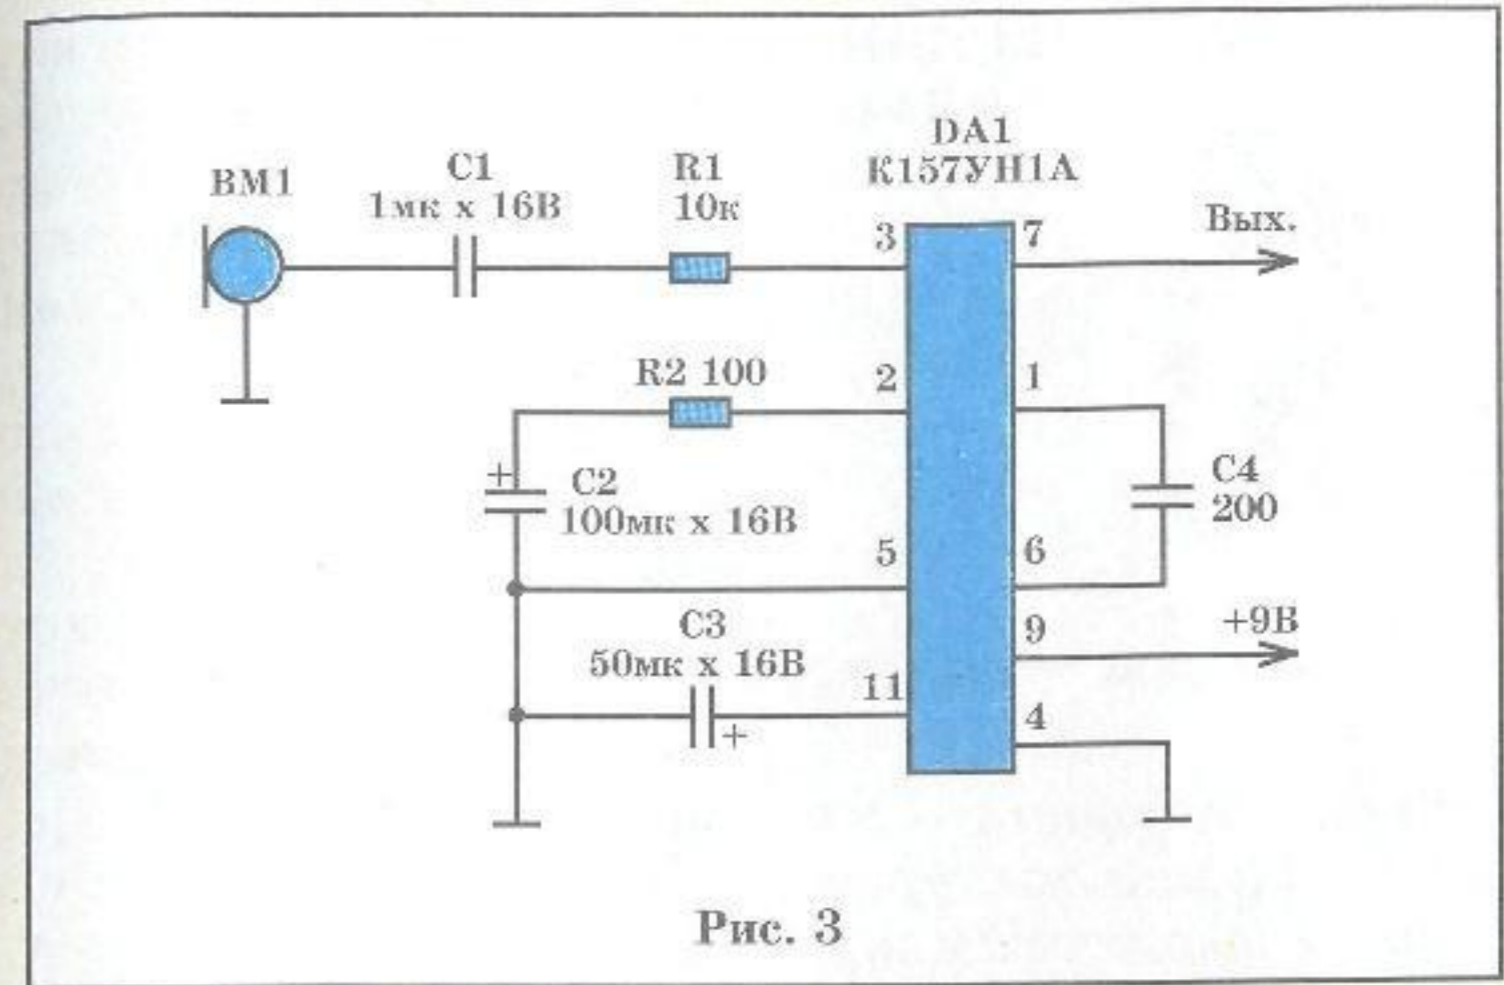 BM1
C1
1мк x 16В
R1
10к
DA1
К157УН1А
3
7
Вых.
R2 100
2
1
+
C2
100мк x 16В
C4
200
5
6
C3
50мк x 16В
9
+9В
11
+
4
Рис. 3